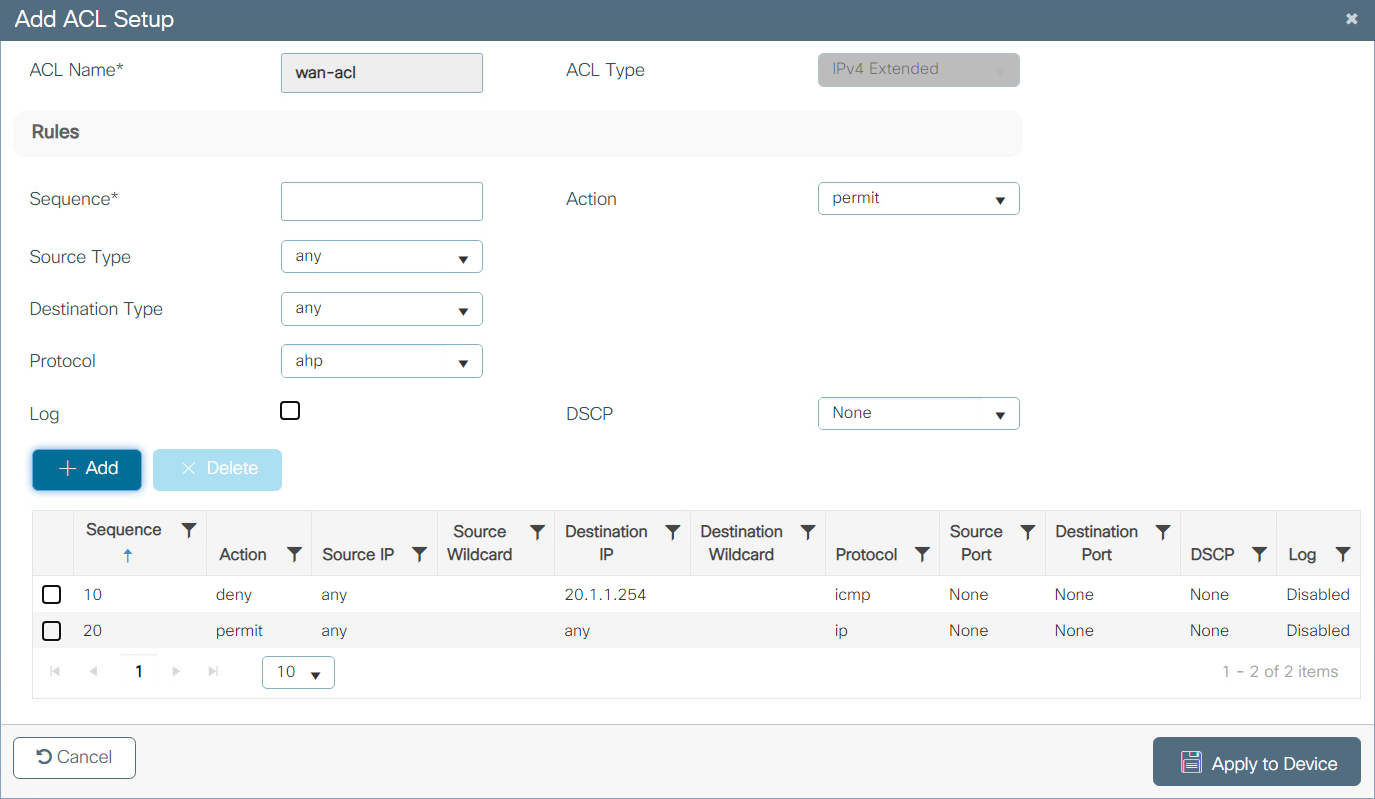 Add ACL Setup
ACL Name* wan-acl ACL Type IPv4 Extended
Rules
Sequence* Action permit
Source Type any
Destination Type any
Protocol ahp
Log DSCP None
Add Delete
Sequence Action Source IP Source Wildcard Destination IP Destination Wildcard Protocol Source Port Destination Port DSCP Log
10 deny any 20.1.1.254 icmp None None None Disabled
20 permit any any ip None None None Disabled
1 10 1 - 2 of 2 items
Cancel Apply to Device